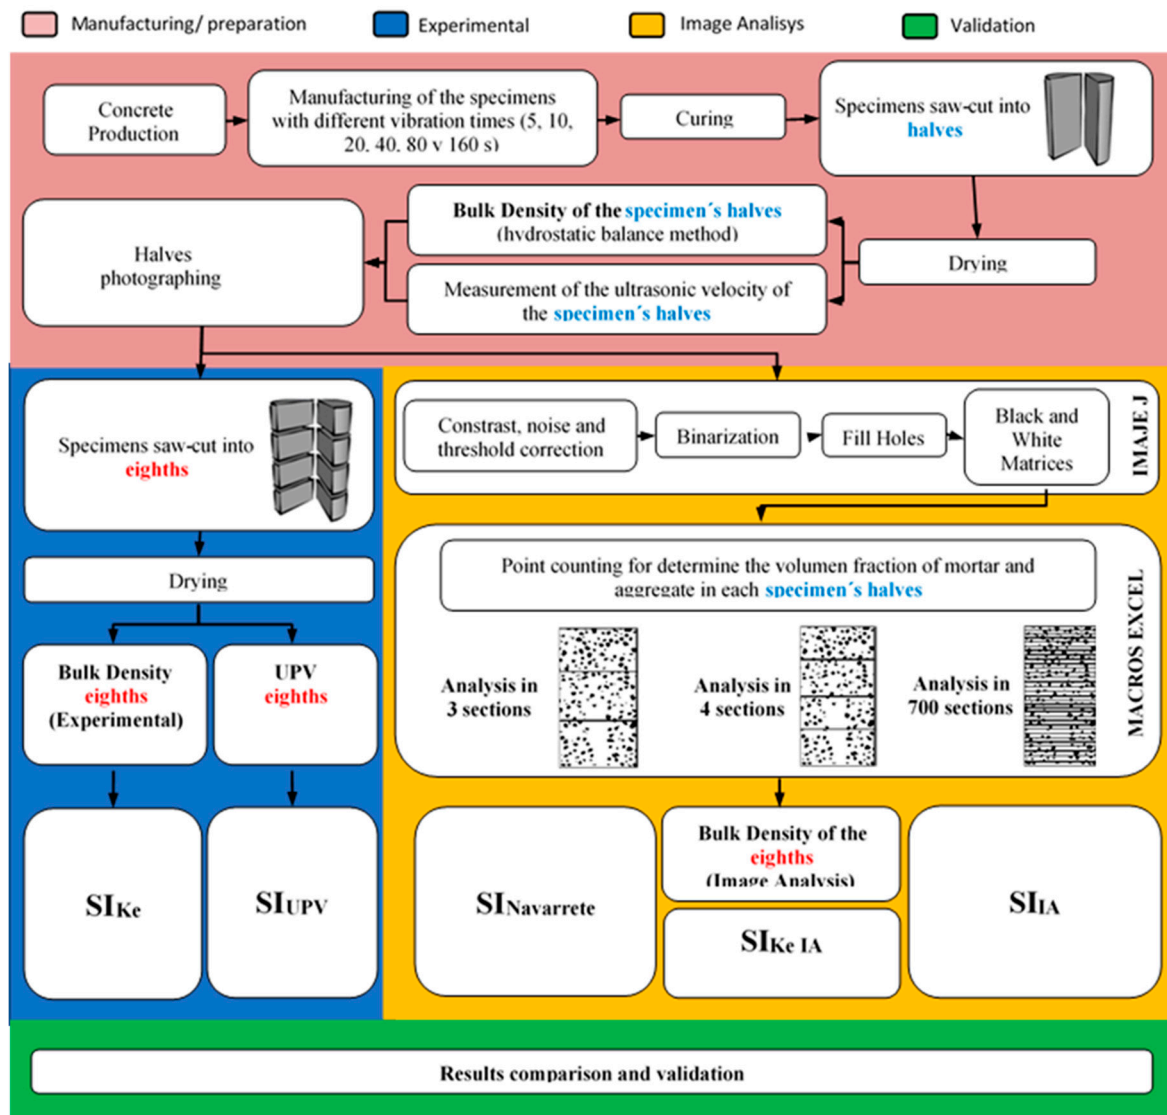 Manufacturing/ preparation
Experimental
Image Analisys
Validation
Concrete
Production
Manufacturing of the specimens
with different vibration times (5, 10,
20, 40, 80 y 160 s)
Curing
Specimens saw-cut into
halves
Bulk Density of the specimen´s halves
(hydrostatic balance method)
Halves
photographing
Drying
Measurement of the ultrasonic velocity of
the specimen´s halves
Specimens saw-cut into
eighths
Drying
Bulk Density
eighths
(Experimental)
UPV
eighths
SIKe
SIUPV
Constrast, noise and
threshold correction
Binarization
Fill Holes
Black and
White
Matrices
IMAJE J
Point counting for determine the volumen fraction of mortar and
aggregate in each specimen´s halves
Analysis in
3 sections
Analysis in
4 sections
Analysis in
700 sections
MACROS EXCEL
SINavarrete
Bulk Density of the
eighths
(Image Analysis)
SIKe IA
SIIA
Results comparison and validation